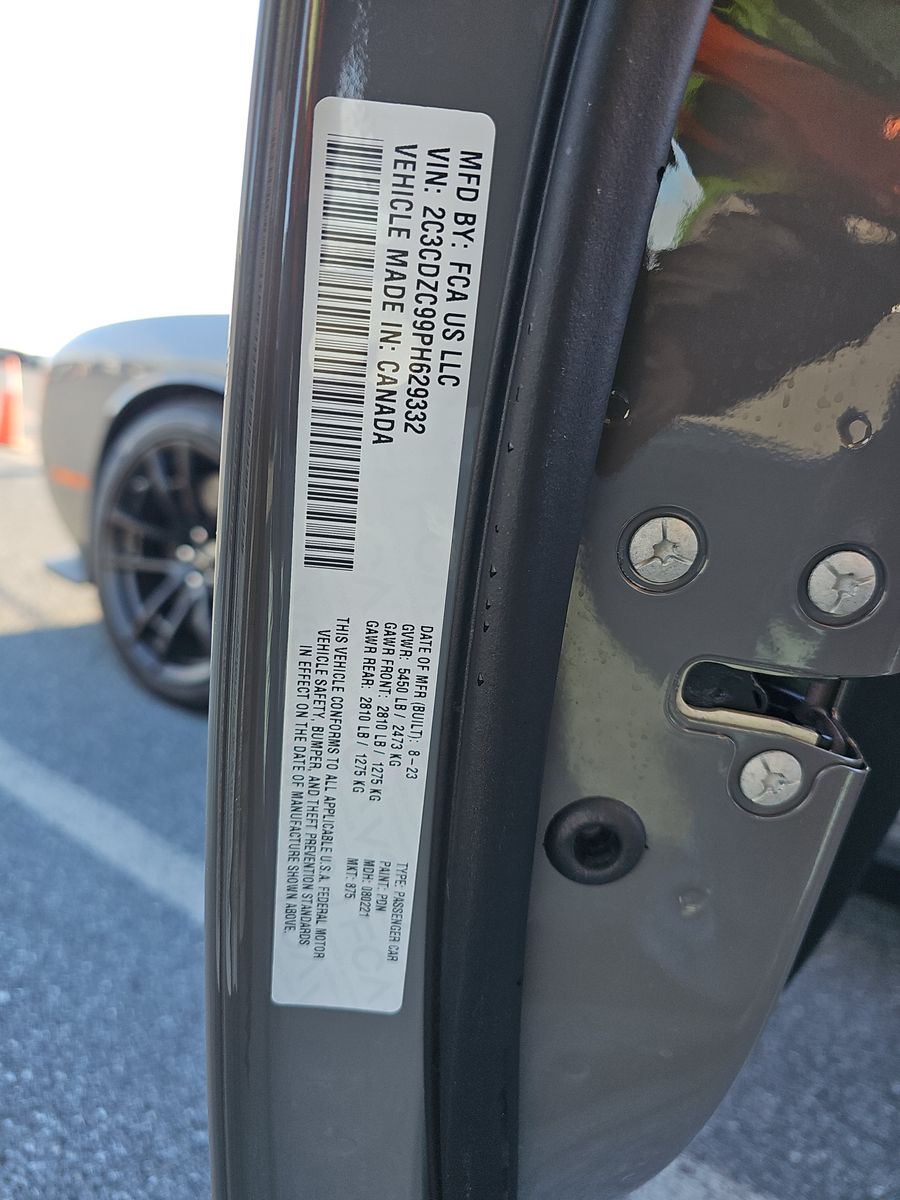 MFD BY: FCA US LLC
VIN: 2C3CDZC99PH629332
VEHICLE MADE IN: CANADA
DATE OF MFR (BUILT): 8-23
GVWR: 5450 LB / 2473 KG
GAWR FRONT: 2810 LB / 1275 KG
GAWR REAR: 2810 LB / 1275 KG
TYPE: PASSENGER CAR
PAINT: PDN
MDH: 080221
MKT: 875
THIS VEHICLE CONFORMS TO ALL APPLICABLE U.S.A. FEDERAL MOTOR
VEHICLE SAFETY, BUMPER, AND THEFT PREVENTION STANDARDS
IN EFFECT ON THE DATE OF MANUFACTURE SHOWN ABOVE.